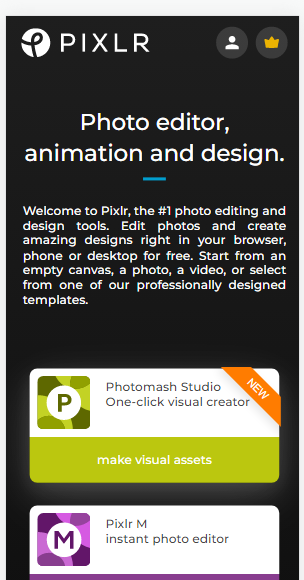 PIXLR
Photo editor,
animation and design.
Welcome to Pixlr, the #1 photo editing and
design tools. Edit photos and create
amazing designs right in your browser,
phone or desktop for free. Start from an
empty canvas, a photo, a video, or select
from one of our professionally designed
templates.
NEW
P
Photomash Studio
One-click visual creator
make visual assets
M
Pixlr M
instant photo editor